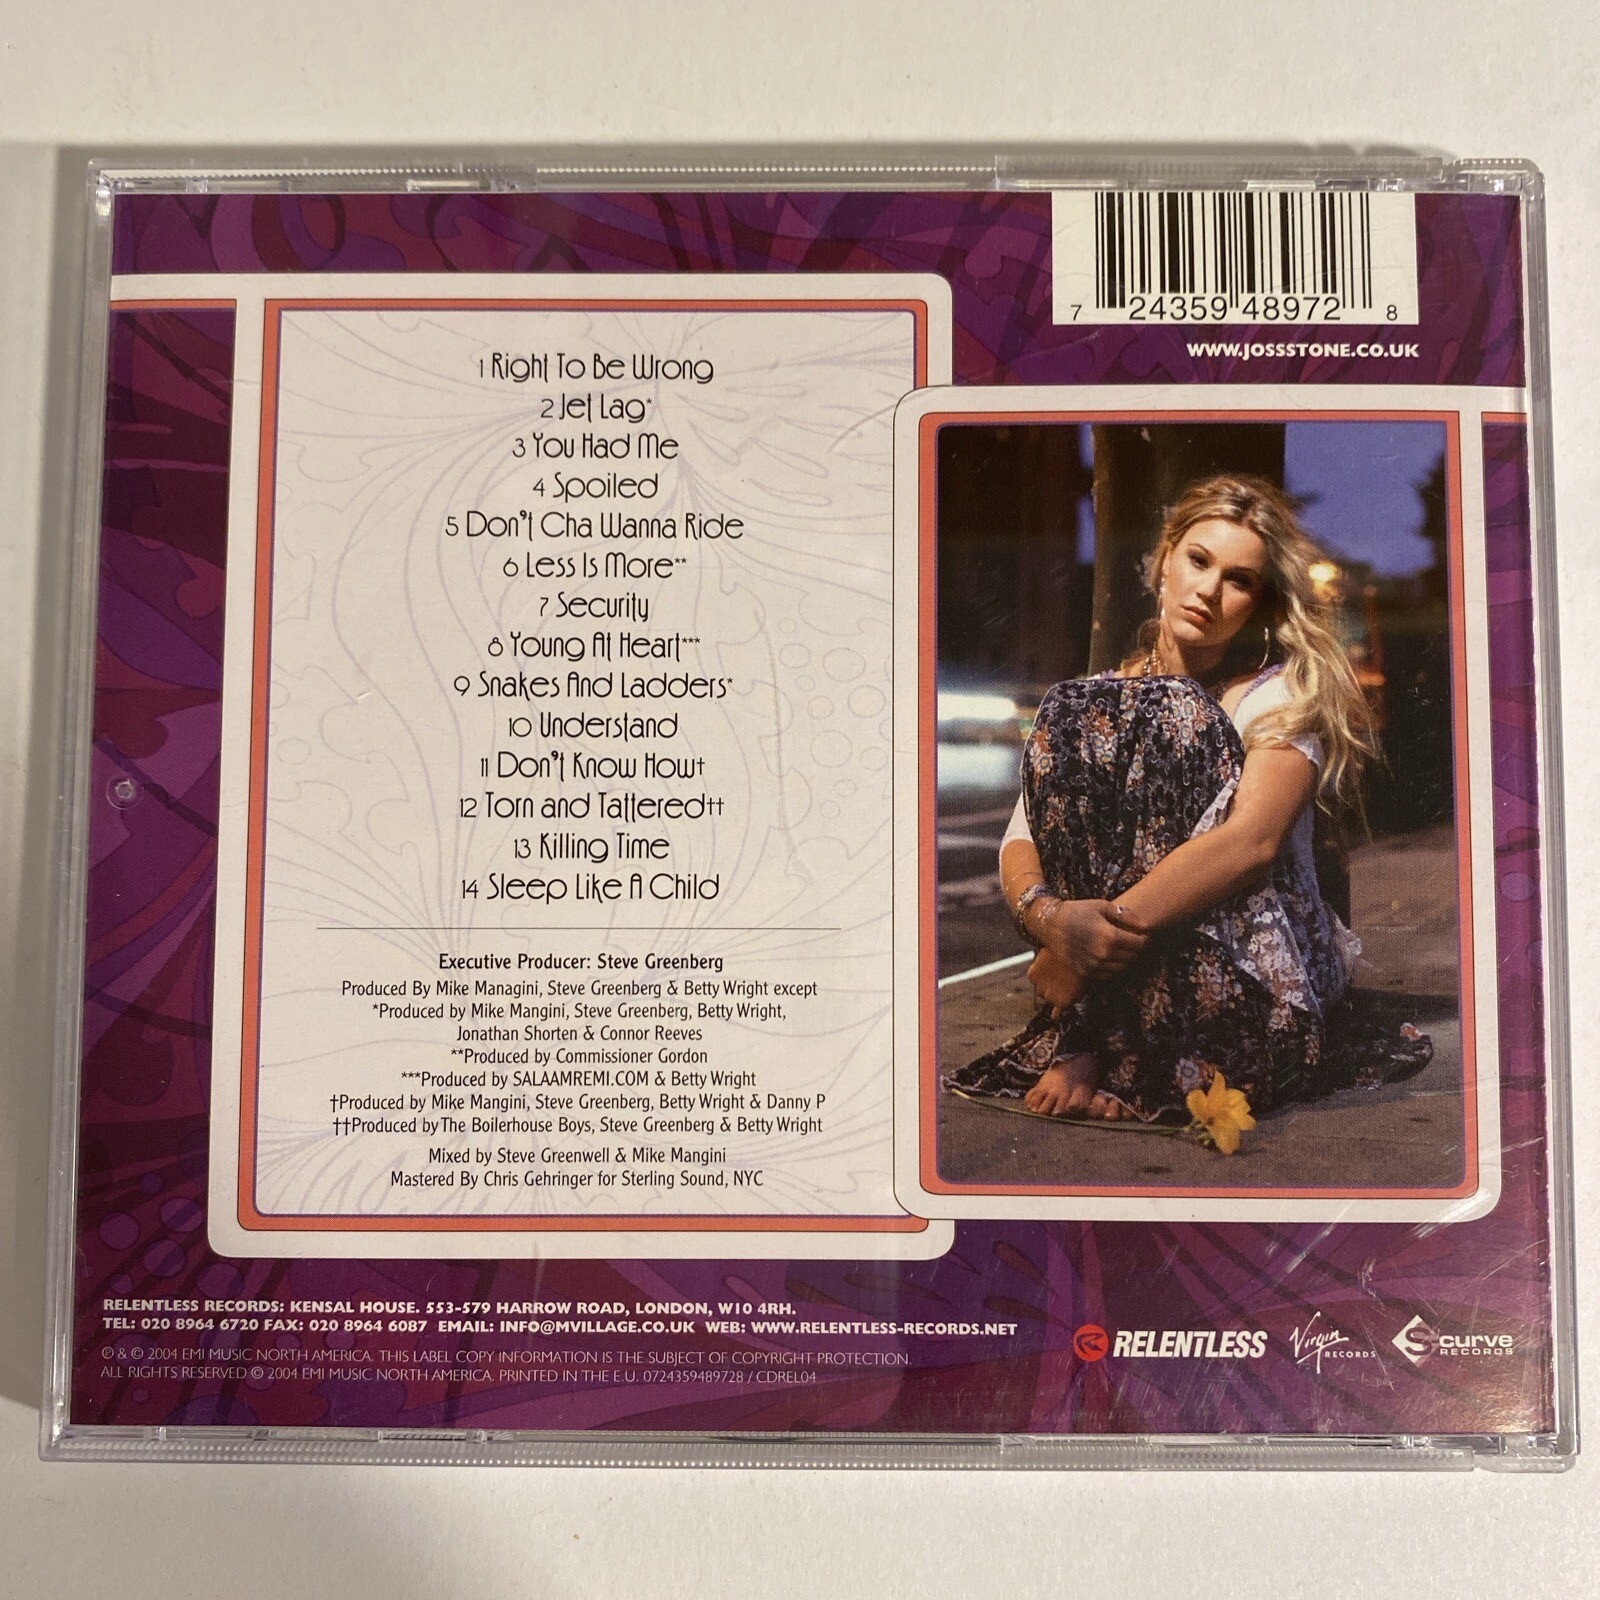 7 24359 48972 8
WWW.JOSSSTONE.CO.UK
1 Right To Be Wrong
2 Jet Lag*
3 You Had Me
4 Spoiled
5 Don't Cha Wanna Ride
6 Less Is More**
7 Security
8 Young At Heart***
9 Snakes And Ladders*
10 Understand
11 Don't Know How†
12 Torn and Tattered††
13 Killing Time
14 Sleep Like A Child
Executive Producer: Steve Greenberg
Produced By Mike Managini, Steve Greenberg & Betty Wright except
*Produced by Mike Mangini, Steve Greenberg, Betty Wright,
Jonathan Shorten & Connor Reeves
**Produced by Commissioner Gordon
***Produced by SALAAMREMI.COM & Betty Wright
†Produced by Mike Mangini, Steve Greenberg, Betty Wright & Danny P
††Produced by The Boilerhouse Boys, Steve Greenberg & Betty Wright
Mixed by Steve Greenwell & Mike Mangini
Mastered By Chris Gehringer for Sterling Sound, NYC
RELENTLESS RECORDS: KENSAL HOUSE. 553-579 HARROW ROAD, LONDON, W10 4RH.
TEL: 020 8964 6720 FAX: 020 8964 6087 EMAIL: INFO@MVILLAGE.CO.UK WEB: WWW.RELENTLESS-RECORDS.NET
℗ & © 2004 EMI MUSIC NORTH AMERICA. THIS LABEL COPY INFORMATION IS THE SUBJECT OF COPYRIGHT PROTECTION.
ALL RIGHTS RESERVED © 2004 EMI MUSIC NORTH AMERICA. PRINTED IN THE E.U. 0724359489728 / CDREL04
RELENTLESS
Virgin RECORDS
S curve RECORDS